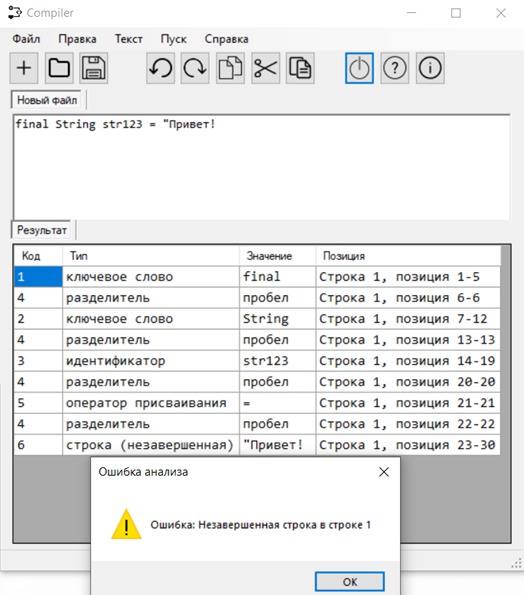 Compiler
Файл Правка Текст Пуск Справка
Новый файл
final String str123 = "Привет!
Результат
Код Тип Значение Позиция
1 ключевое слово final Строка 1, позиция 1-5
4 разделитель пробел Строка 1, позиция 6-6
2 ключевое слово String Строка 1, позиция 7-12
4 разделитель пробел Строка 1, позиция 13-13
3 идентификатор str123 Строка 1, позиция 14-19
4 разделитель пробел Строка 1, позиция 20-20
5 оператор присваивания = Строка 1, позиция 21-21
4 разделитель пробел Строка 1, позиция 22-22
6 строка (незавершенная) "Привет! Строка 1, позиция 23-30
Ошибка анализа
Ошибка: Незавершенная строка в строке 1
ОК